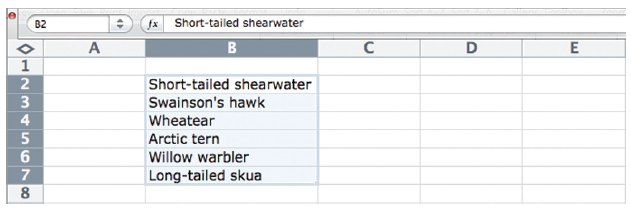 B2 fx Short-tailed shearwater
A B C D E
1
2 Short-tailed shearwater
3 Swainson's hawk
4 Wheatear
5 Arctic tern
6 Willow warbler
7 Long-tailed skua
8